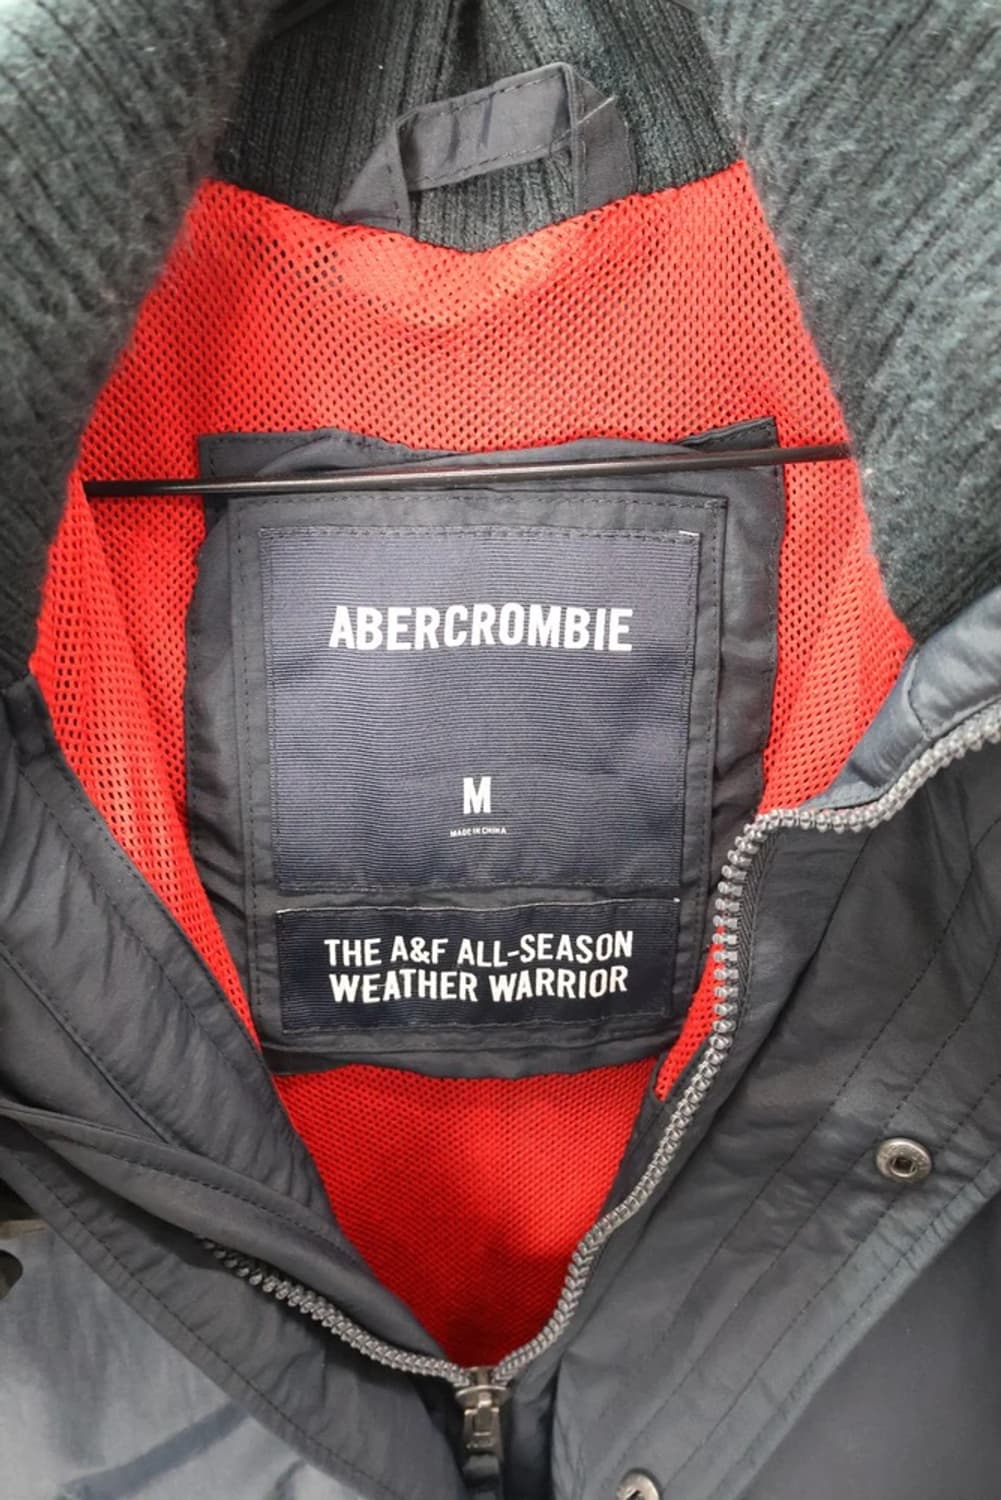 ABERCROMBIE
M
MADE IN CHINA
THE A&F ALL-SEASON
WEATHER WARRIOR